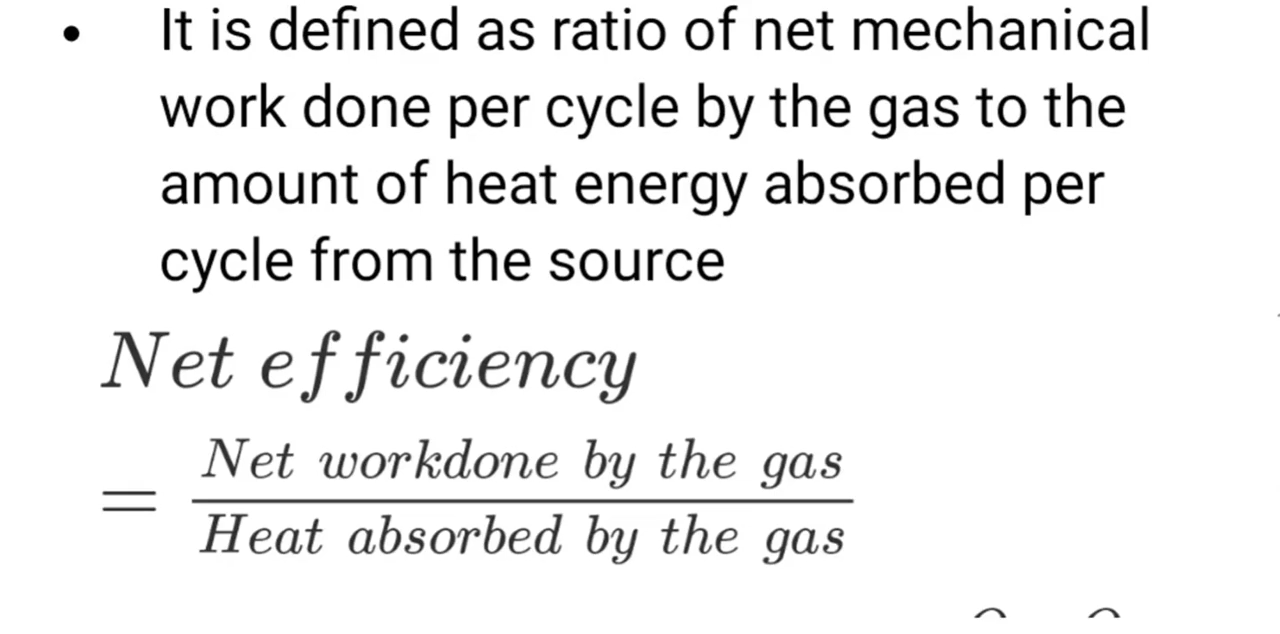 • It is defined as ratio of net mechanical
work done per cycle by the gas to the
amount of heat energy absorbed per
cycle from the source
Net efficiency
= Net workdone by the gas
Heat absorbed by the gas